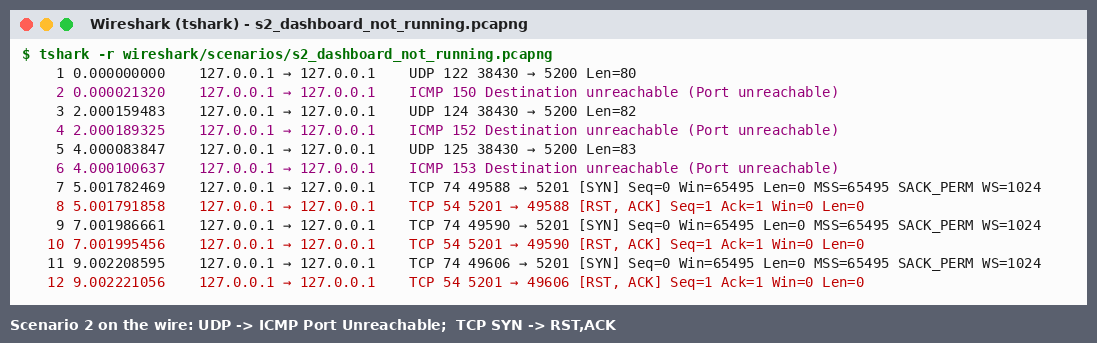 Wireshark (tshark) - s2_dashboard_not_running.pcapng
$ tshark -r wireshark/scenarios/s2_dashboard_not_running.pcapng
1 0.000000000 127.0.0.1 → 127.0.0.1 UDP 122 38430 → 5200 Len=80
2 0.000021320 127.0.0.1 → 127.0.0.1 ICMP 150 Destination unreachable (Port unreachable)
3 2.000159483 127.0.0.1 → 127.0.0.1 UDP 124 38430 → 5200 Len=82
4 2.000189325 127.0.0.1 → 127.0.0.1 ICMP 152 Destination unreachable (Port unreachable)
5 4.000083847 127.0.0.1 → 127.0.0.1 UDP 125 38430 → 5200 Len=83
6 4.000100637 127.0.0.1 → 127.0.0.1 ICMP 153 Destination unreachable (Port unreachable)
7 5.001782469 127.0.0.1 → 127.0.0.1 TCP 74 49588 → 5201 [SYN] Seq=0 Win=65495 Len=0 MSS=65495 SACK_PERM WS=1024
8 5.001791858 127.0.0.1 → 127.0.0.1 TCP 54 5201 → 49588 [RST, ACK] Seq=1 Ack=1 Win=0 Len=0
9 7.001986661 127.0.0.1 → 127.0.0.1 TCP 74 49590 → 5201 [SYN] Seq=0 Win=65495 Len=0 MSS=65495 SACK_PERM WS=1024
10 7.001995456 127.0.0.1 → 127.0.0.1 TCP 54 5201 → 49590 [RST, ACK] Seq=1 Ack=1 Win=0 Len=0
11 9.002208595 127.0.0.1 → 127.0.0.1 TCP 74 49606 → 5201 [SYN] Seq=0 Win=65495 Len=0 MSS=65495 SACK_PERM WS=1024
12 9.002221056 127.0.0.1 → 127.0.0.1 TCP 54 5201 → 49606 [RST, ACK] Seq=1 Ack=1 Win=0 Len=0
Scenario 2 on the wire: UDP -> ICMP Port Unreachable; TCP SYN -> RST,ACK